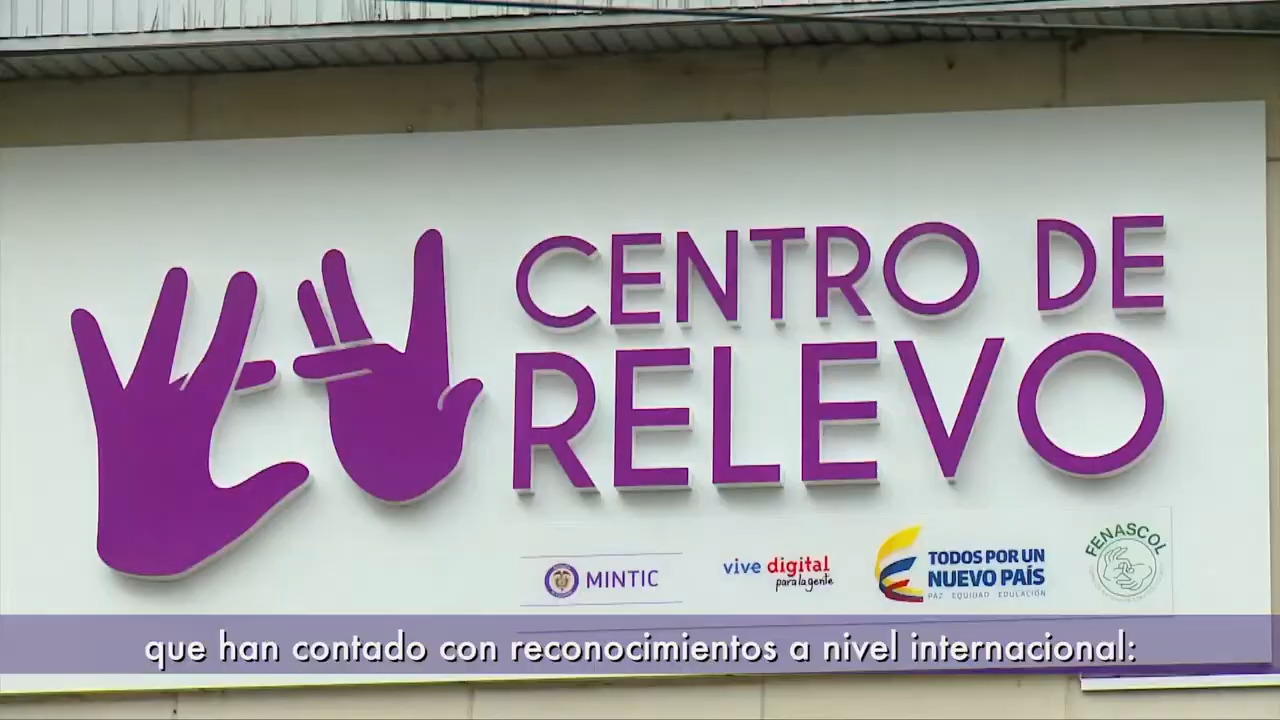 CENTRO DE
RELEVO
MINTIC
vive digital
para la gente
TODOS POR UN
NUEVO PAÍS
PAZ EQUIDAD EDUCACIÓN
FENASCOL
que han contado con reconocimientos a nivel internacional: